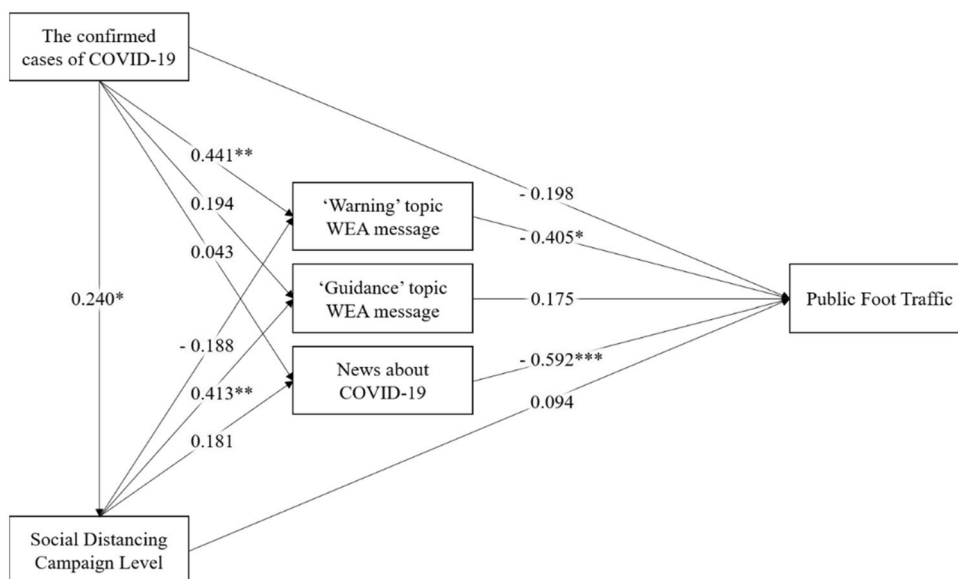 The confirmed
cases of COVID-19
0.441**
0.194
- 0.198
'Warning' topic
WEA message
- 0.405*
0.043
0.240*
'Guidance' topic
WEA message
0.175
Public Foot Traffic
- 0.188
News about
COVID-19
- 0.592***
0.413**
0.094
0.181
Social Distancing
Campaign Level